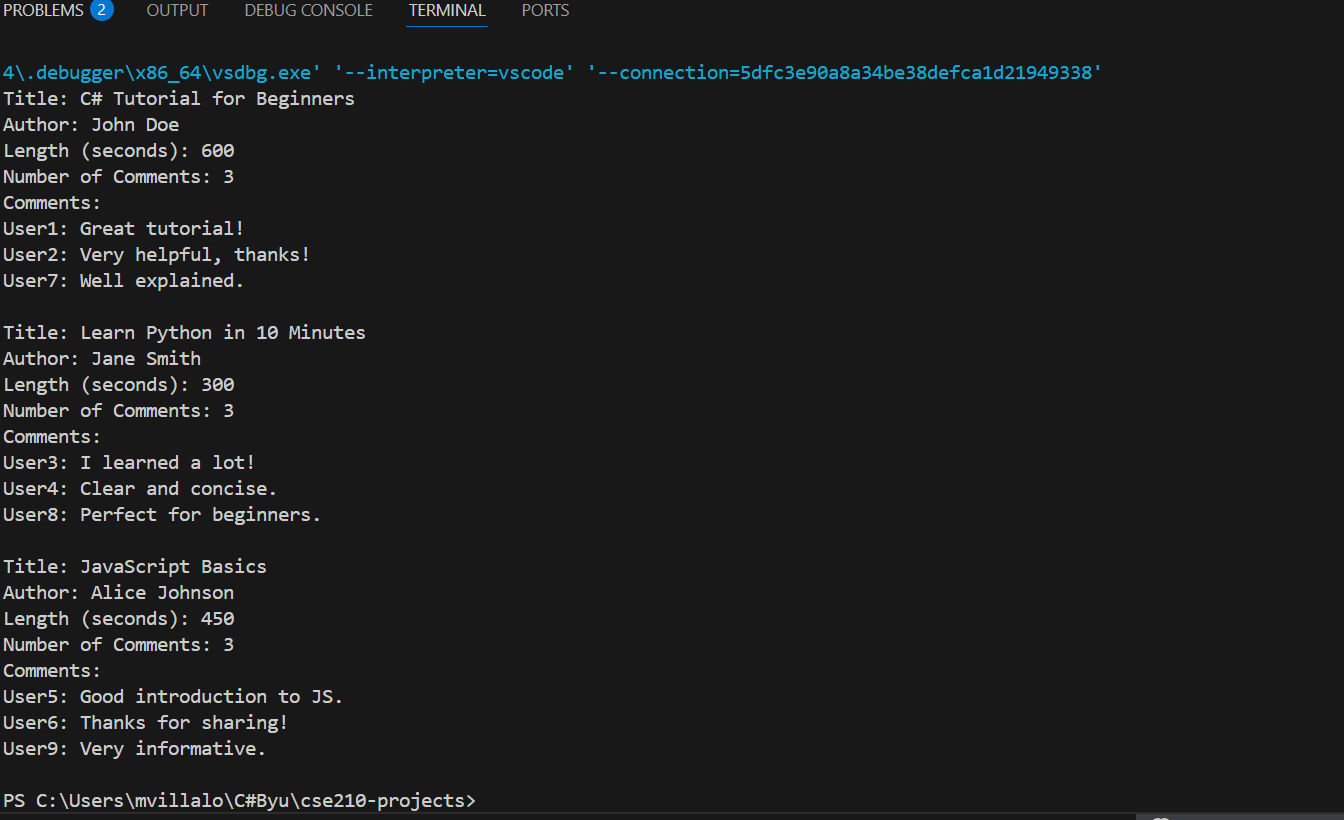 PROBLEMS 2 OUTPUT DEBUG CONSOLE TERMINAL PORTS
4\.debugger\x86_64\vsdbg.exe' '--interpreter=vscode' '--connection=5dfc3e90a8a34be38defca1d21949338'
Title: C# Tutorial for Beginners
Author: John Doe
Length (seconds): 600
Number of Comments: 3
Comments:
User1: Great tutorial!
User2: Very helpful, thanks!
User7: Well explained.

Title: Learn Python in 10 Minutes
Author: Jane Smith
Length (seconds): 300
Number of Comments: 3
Comments:
User3: I learned a lot!
User4: Clear and concise.
User8: Perfect for beginners.

Title: JavaScript Basics
Author: Alice Johnson
Length (seconds): 450
Number of Comments: 3
Comments:
User5: Good introduction to JS.
User6: Thanks for sharing!
User9: Very informative.

PS C:\Users\mvillalo\C#Byu\cse210-projects>